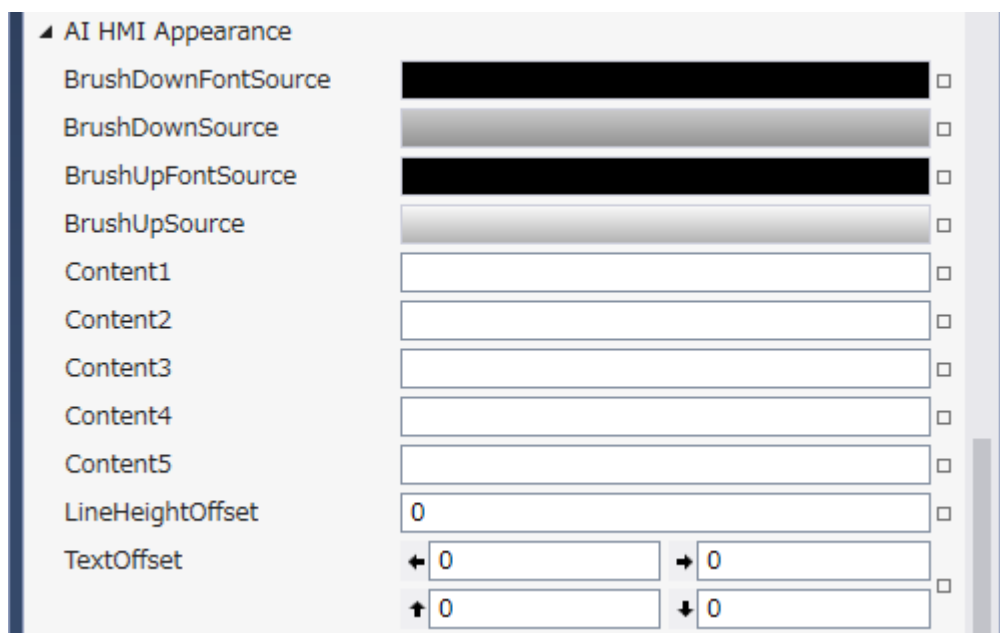 AI HMI Appearance
BrushDownFontSource
BrushDownSource
BrushUpFontSource
BrushUpSource
Content1
Content2
Content3
Content4
Content5
LineHeightOffset 0
TextOffset 0 0
0 0